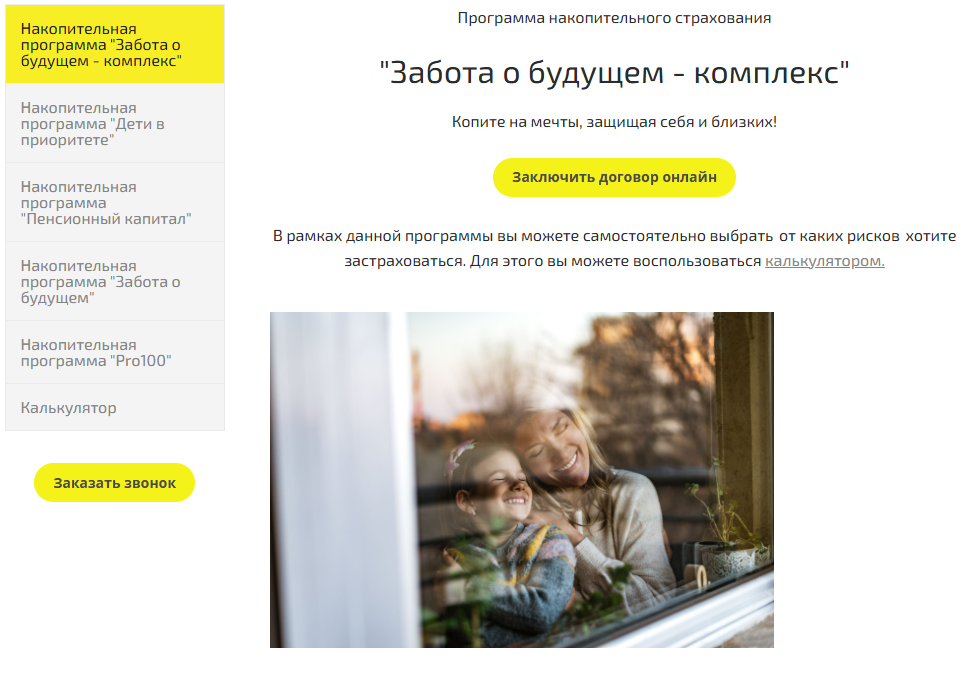 Накопительная
программа "Забота о
будущем - комплекс"
Накопительная
программа "Дети в
приоритете"
Накопительная
программа
"Пенсионный капитал"
Накопительная
программа "Забота о
будущем"
Накопительная
программа "Pro100"
Калькулятор
Заказать звонок
Программа накопительного страхования
"Забота о будущем - комплекс"
Копите на мечты, защищая себя и близких!
Заключить договор онлайн
В рамках данной программы вы можете самостоятельно выбрать от каких рисков хотите
застраховаться. Для этого вы можете воспользоваться калькулятором.